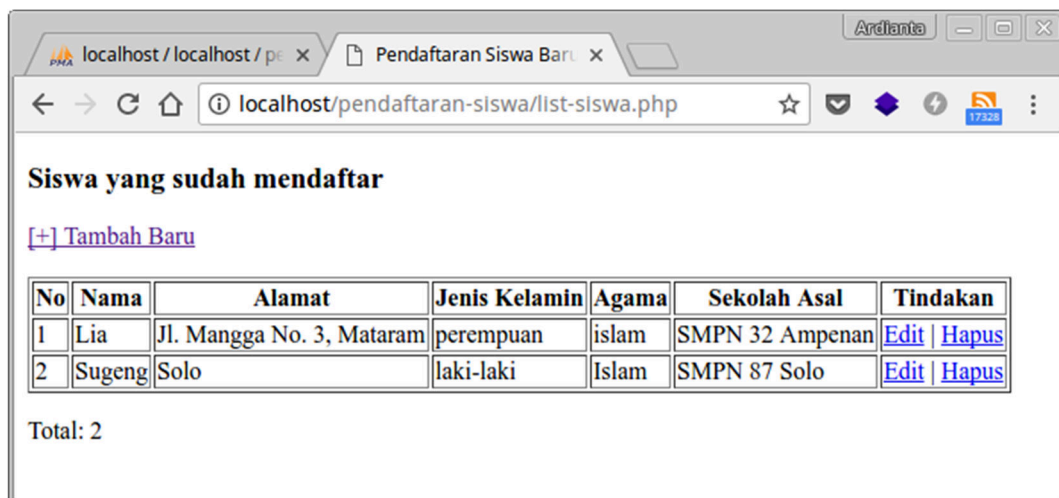 Ardianta
localhost / localhost / pe
Pendaftaran Siswa Baru
localhost/pendaftaran-siswa/list-siswa.php
17328
Siswa yang sudah mendaftar
[+] Tambah Baru
No Nama Alamat Jenis Kelamin Agama Sekolah Asal Tindakan
1 Lia Jl. Mangga No. 3, Mataram perempuan islam SMPN 32 Ampenan Edit | Hapus
2 Sugeng Solo laki-laki Islam SMPN 87 Solo Edit | Hapus
Total: 2